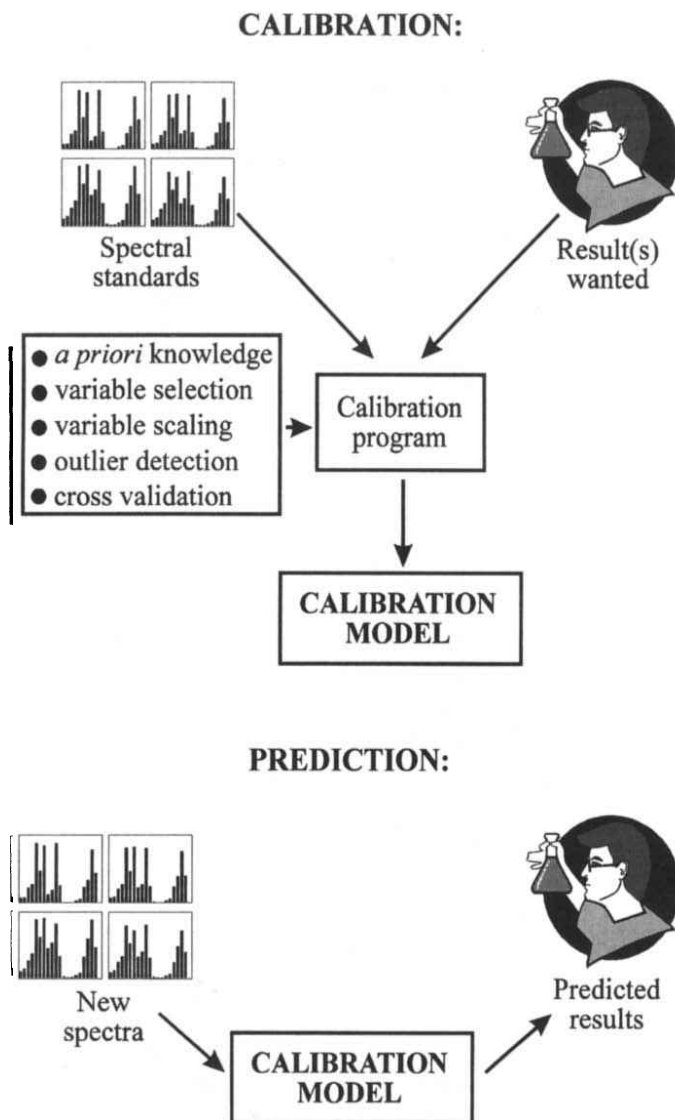 CALIBRATION:
Spectral
standards
Result(s)
wanted
● a priori knowledge
● variable selection
● variable scaling
● outlier detection
● cross validation
Calibration
program
CALIBRATION
MODEL
PREDICTION:
New
spectra
Predicted
results
CALIBRATION
MODEL